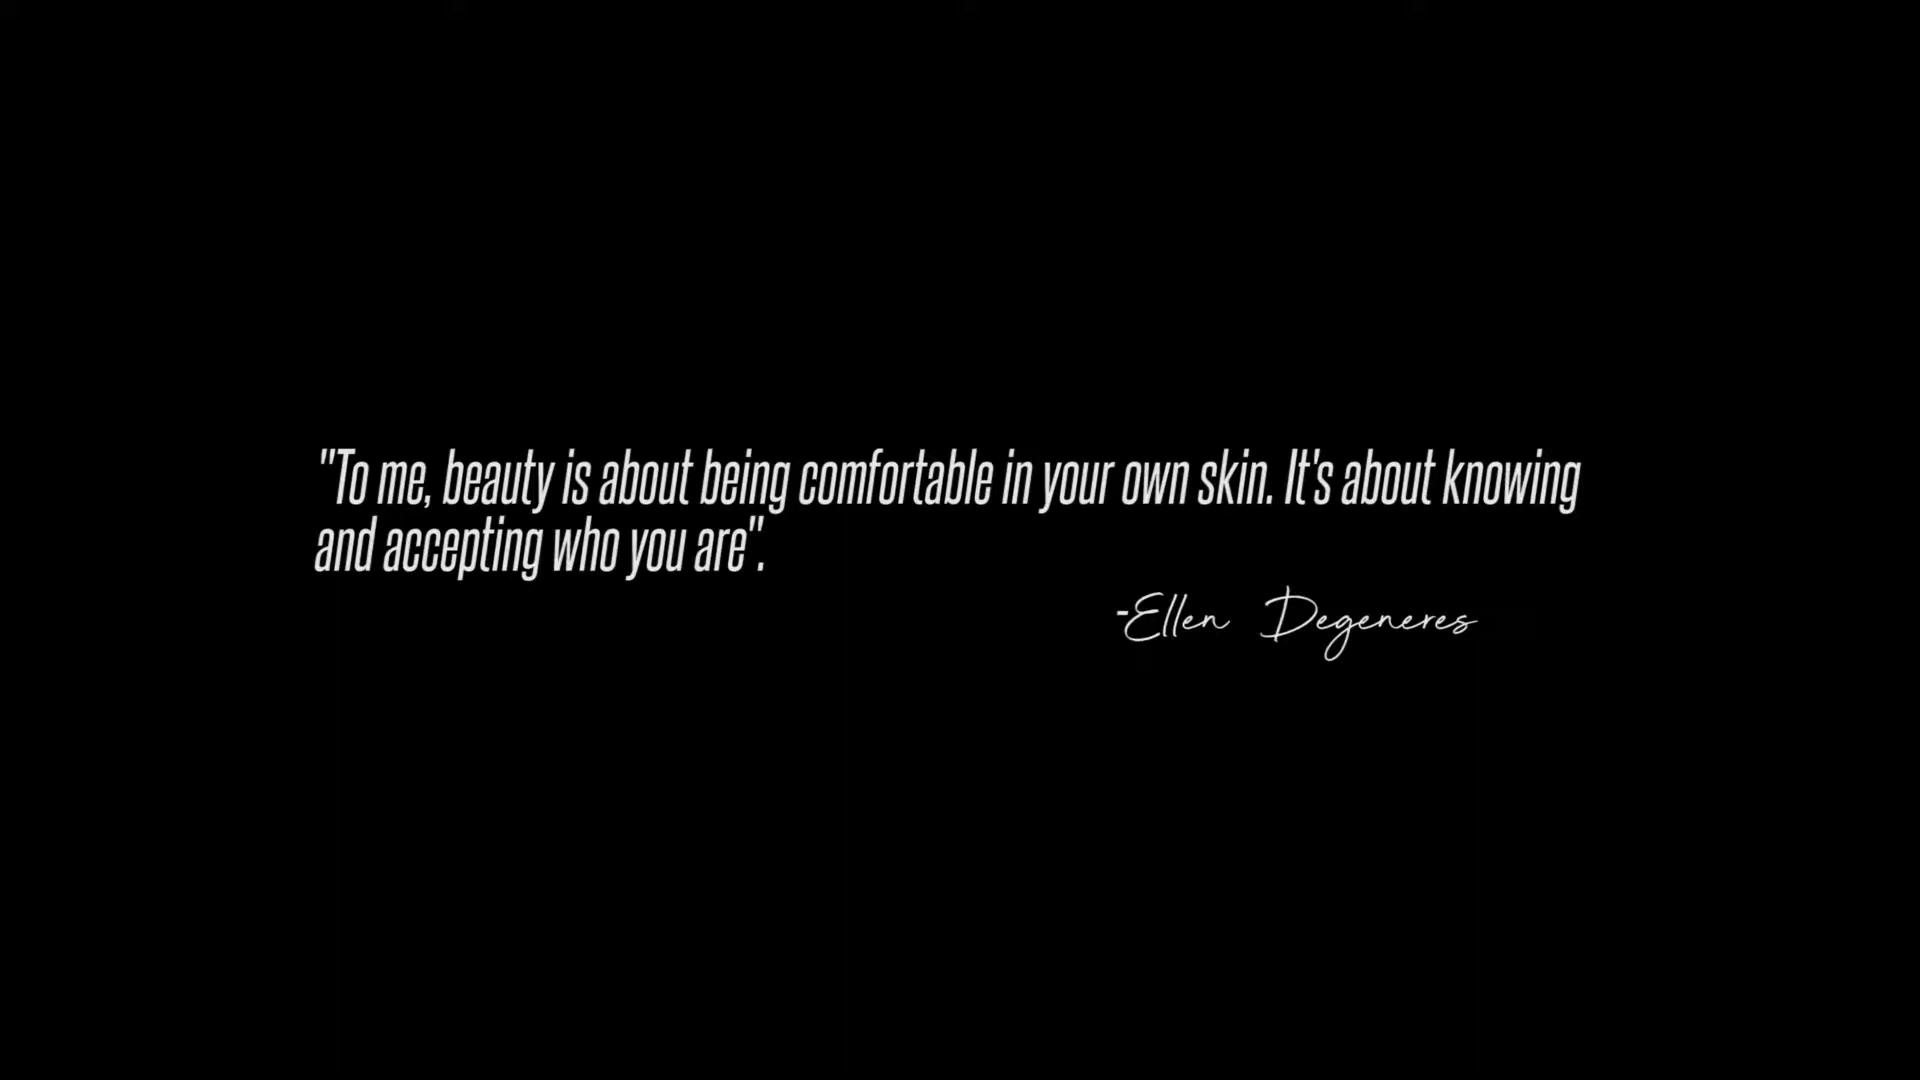 "To me, beauty is about being comfortable in your own skin. It's about knowing
and accepting who you are".
-Ellen Degeneres